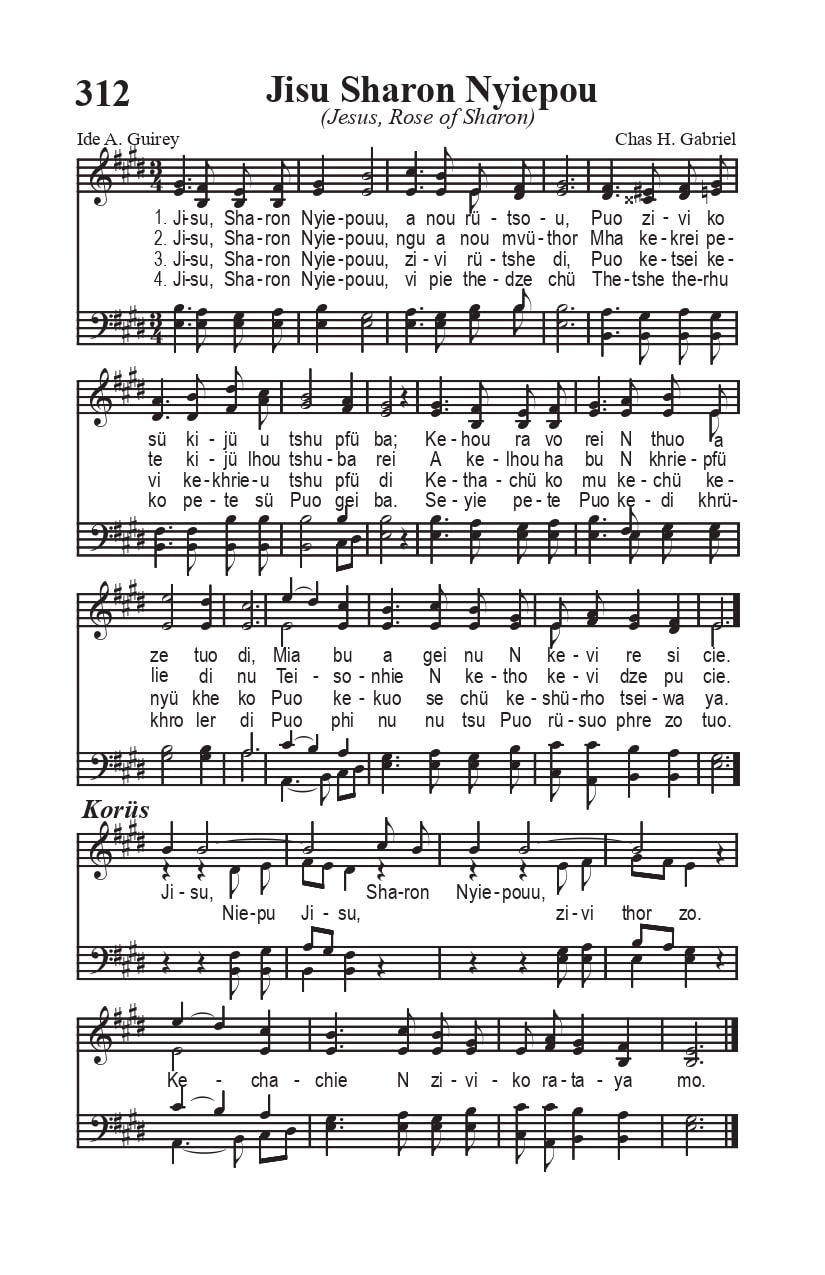 312
Jisu Sharon Nyiepou
(Jesus, Rose of Sharon)
Ide A. Guirey
Chas H. Gabriel
1. Ji-su, Sha-ron Nyie-pouu, a nou rü - tso - u, Puo zi - vi ko
2. Ji-su, Sha-ron Nyie-pouu, ngu a nou mvü-thor Mha ke-krei pe-
3. Ji-su, Sha-ron Nyie-pouu, zi - vi rü-tshe di, Puo ke-tsei ke-
4. Ji-su, Sha-ron Nyie-pouu, vi pie the-dze chü The-tshe the-rhu
sü ki - jü u tshu pfü ba; Ke-hou ra vo rei N thuo a
te ki - jü lhou tshu-ba rei A ke-lhou ha bu N khrie-pfü
vi ke-khrie-u tshu pfü di Ke-tha-chü ko mu ke-chü ke-
ko pe-te sü Puo gei ba. Se-yie pe-te Puo ke-di khrü-
ze tuo di, Mia bu a gei nu N ke-vi re si cie.
lie di nu Tei - so - nhie N ke-tho ke-vi dze pu cie.
nyü khe ko Puo ke-kuo se chü ke-shü-rho tsei-wa ya.
khro ler di Puo phi nu nu tsu Puo rü-suo phre zo tuo.
Korüs
Ji - su, Sha-ron Nyie-pouu,
Nie-pu Ji - su, zi - vi thor zo.
Ke - cha - chie N zi - vi - ko ra - ta - ya mo.